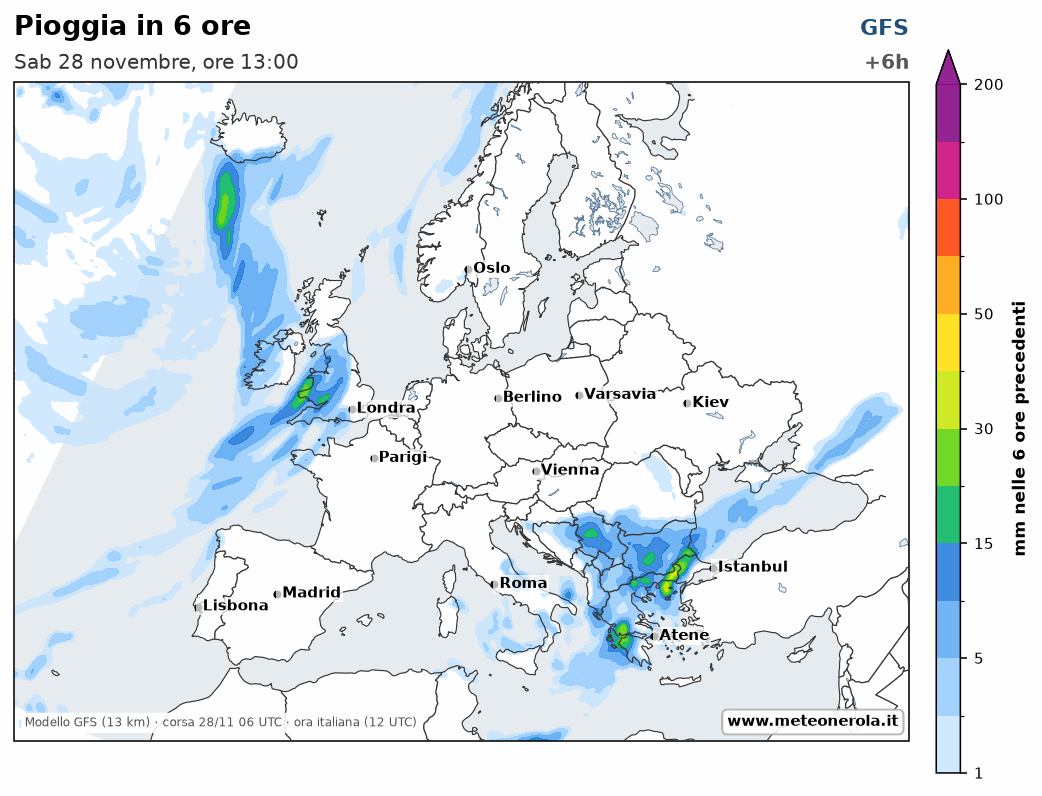 Pioggia in 6 ore
GFS
Sab 28 novembre, ore 13:00
+6h
200
100
50
30
15
5
1
mm nelle 6 ore precedenti
Oslo
Berlino
Varsavia
Kiev
Londra
Parigi
Vienna
Istanbul
Roma
Madrid
Lisbona
Atene
Modello GFS (13 km) · corsa 28/11 06 UTC · ora italiana (12 UTC)
www.meteonerola.it